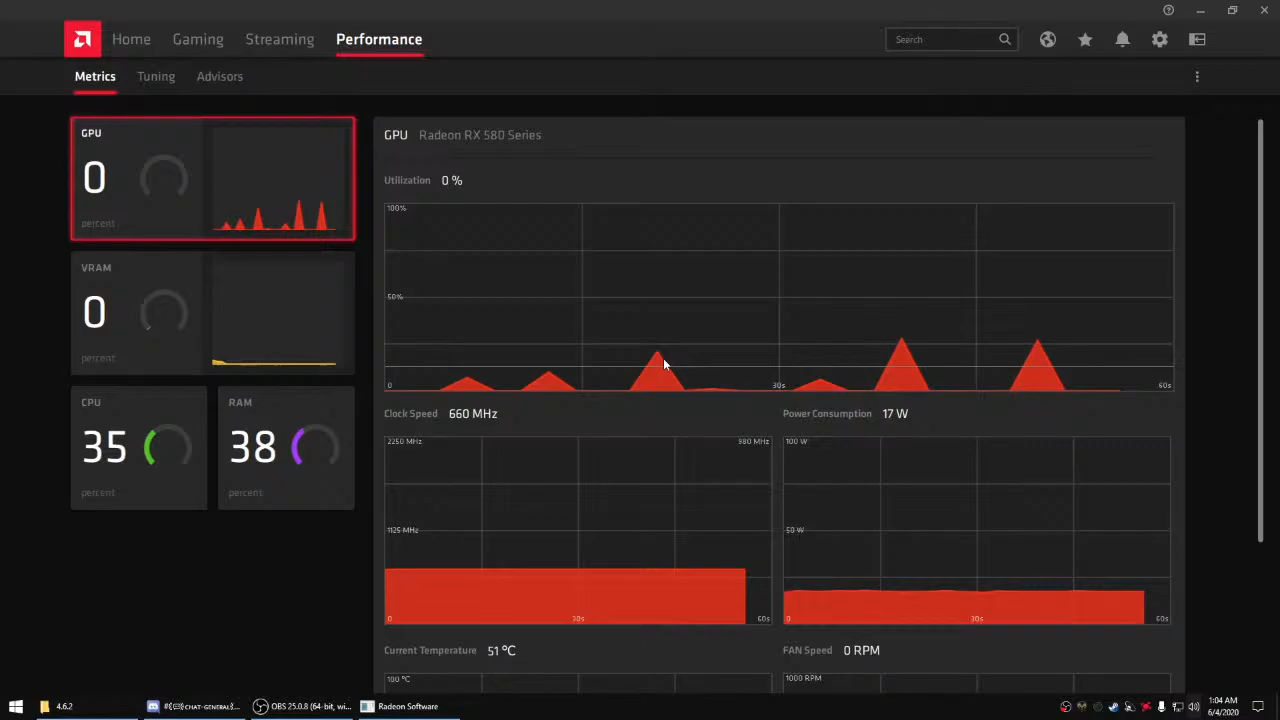 Home Gaming Streaming Performance Search
Metrics Tuning Advisors
GPU
0
percent
VRAM
0
percent
CPU
35
percent
RAM
38
percent
GPU Radeon RX 580 Series
Utilization 0 %
100%
50%
0 30s 60s
Clock Speed 660 MHz
2250 MHz 980 MHz
1125 MHz
0 30s 60s
Power Consumption 17 W
100 W
50 W
0 30s 60s
Current Temperature 51 °C
100 °C
FAN Speed 0 RPM
1000 RPM
4.6.2 CHAT-GENERAL... OBS 25.0.8 (64-bit, wi... Radeon Software
1:04 AM
6/4/2020